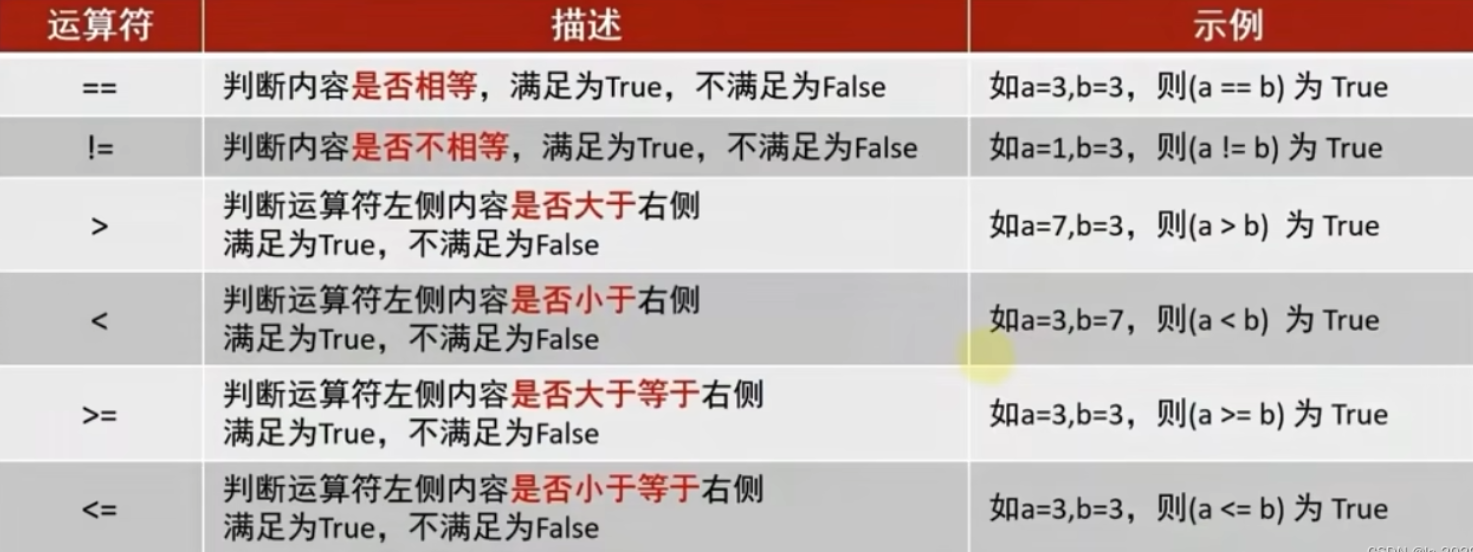 运算符 描述 示例
== 判断内容是否相等，满足为True，不满足为False 如a=3,b=3，则(a == b) 为 True
!= 判断内容是否不相等，满足为True，不满足为False 如a=1,b=3，则(a != b) 为 True
> 判断运算符左侧内容是否大于右侧
满足为True，不满足为False 如a=7,b=3，则(a > b) 为 True
< 判断运算符左侧内容是否小于右侧
满足为True，不满足为False 如a=3,b=7，则(a < b) 为 True
>= 判断运算符左侧内容是否大于等于右侧
满足为True，不满足为False 如a=3,b=3，则(a >= b) 为 True
<= 判断运算符左侧内容是否小于等于右侧
满足为True，不满足为False 如a=3,b=3，则(a <= b) 为 True